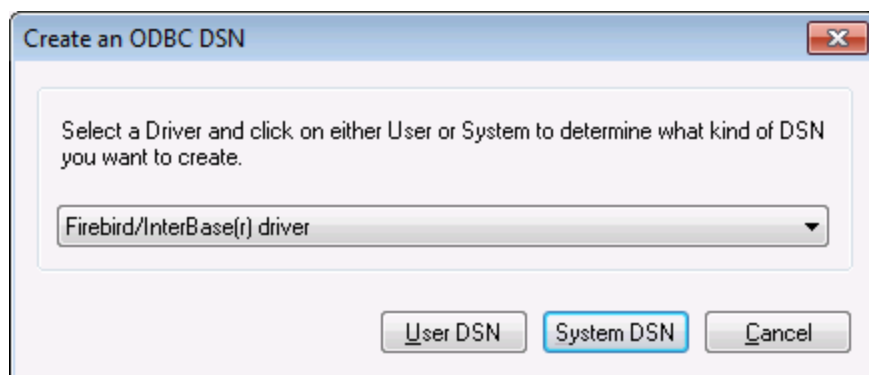 Create an ODBC DSN
Select a Driver and click on either User or System to determine what kind of DSN
you want to create.
Firebird/InterBase(r) driver
User DSN System DSN Cancel